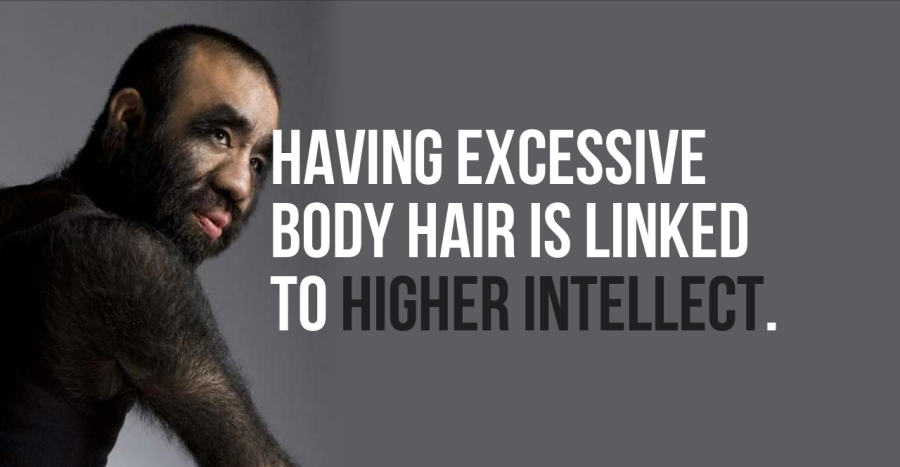 HAVING EXCESSIVE
BODY HAIR IS LINKED
TO HIGHER INTELLECT.